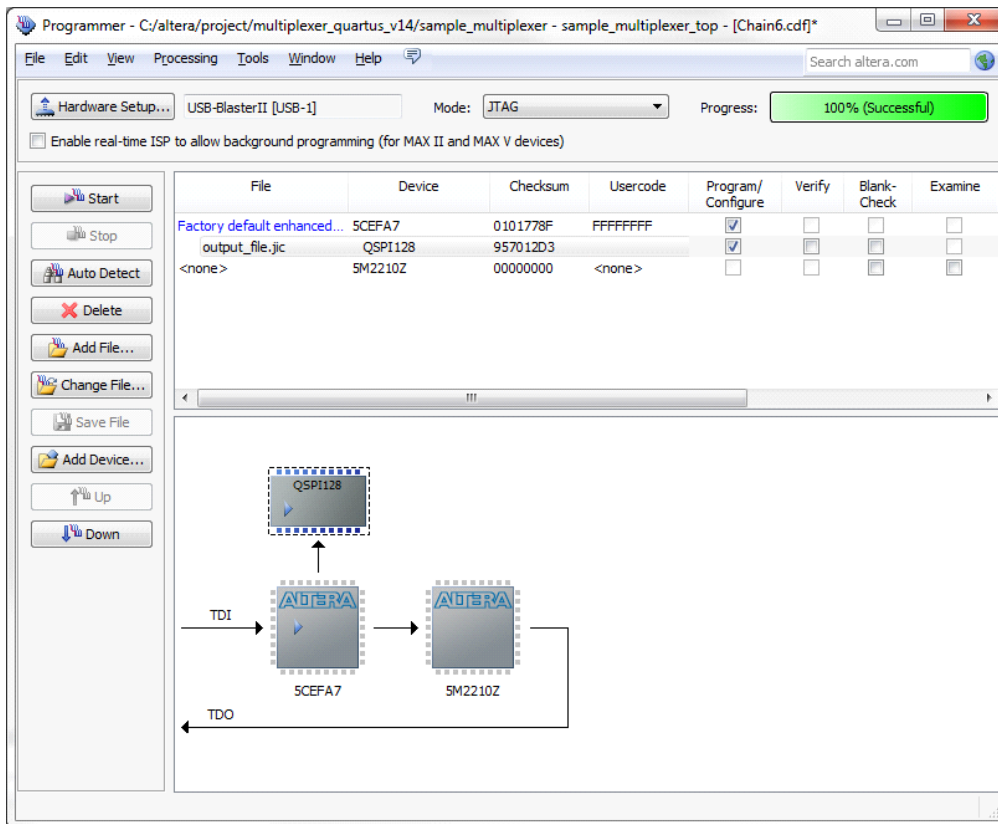 Programmer - C:/altera/project/multiplexer_quartus_v14/sample_multiplexer - sample_multiplexer_top - [Chain6.cdf]*
File Edit View Processing Tools Window Help
Search altera.com
Hardware Setup... USB-BlasterII [USB-1] Mode: JTAG Progress: 100% (Successful)
Enable real-time ISP to allow background programming (for MAX II and MAX V devices)
Start
Stop
Auto Detect
Delete
Add File...
Change File...
Save File
Add Device...
Up
Down
File Device Checksum Usercode Program/ Verify Blank- Examine
Configure Check
Factory default enhanced... 5CEFA7 0101778F FFFFFFFF
output_file.jic QSPI128 957012D3
<none> 5M2210Z 00000000 <none>
QSPI128
ALTERA ALTERA
TDI
5CEFA7 5M2210Z
TDO